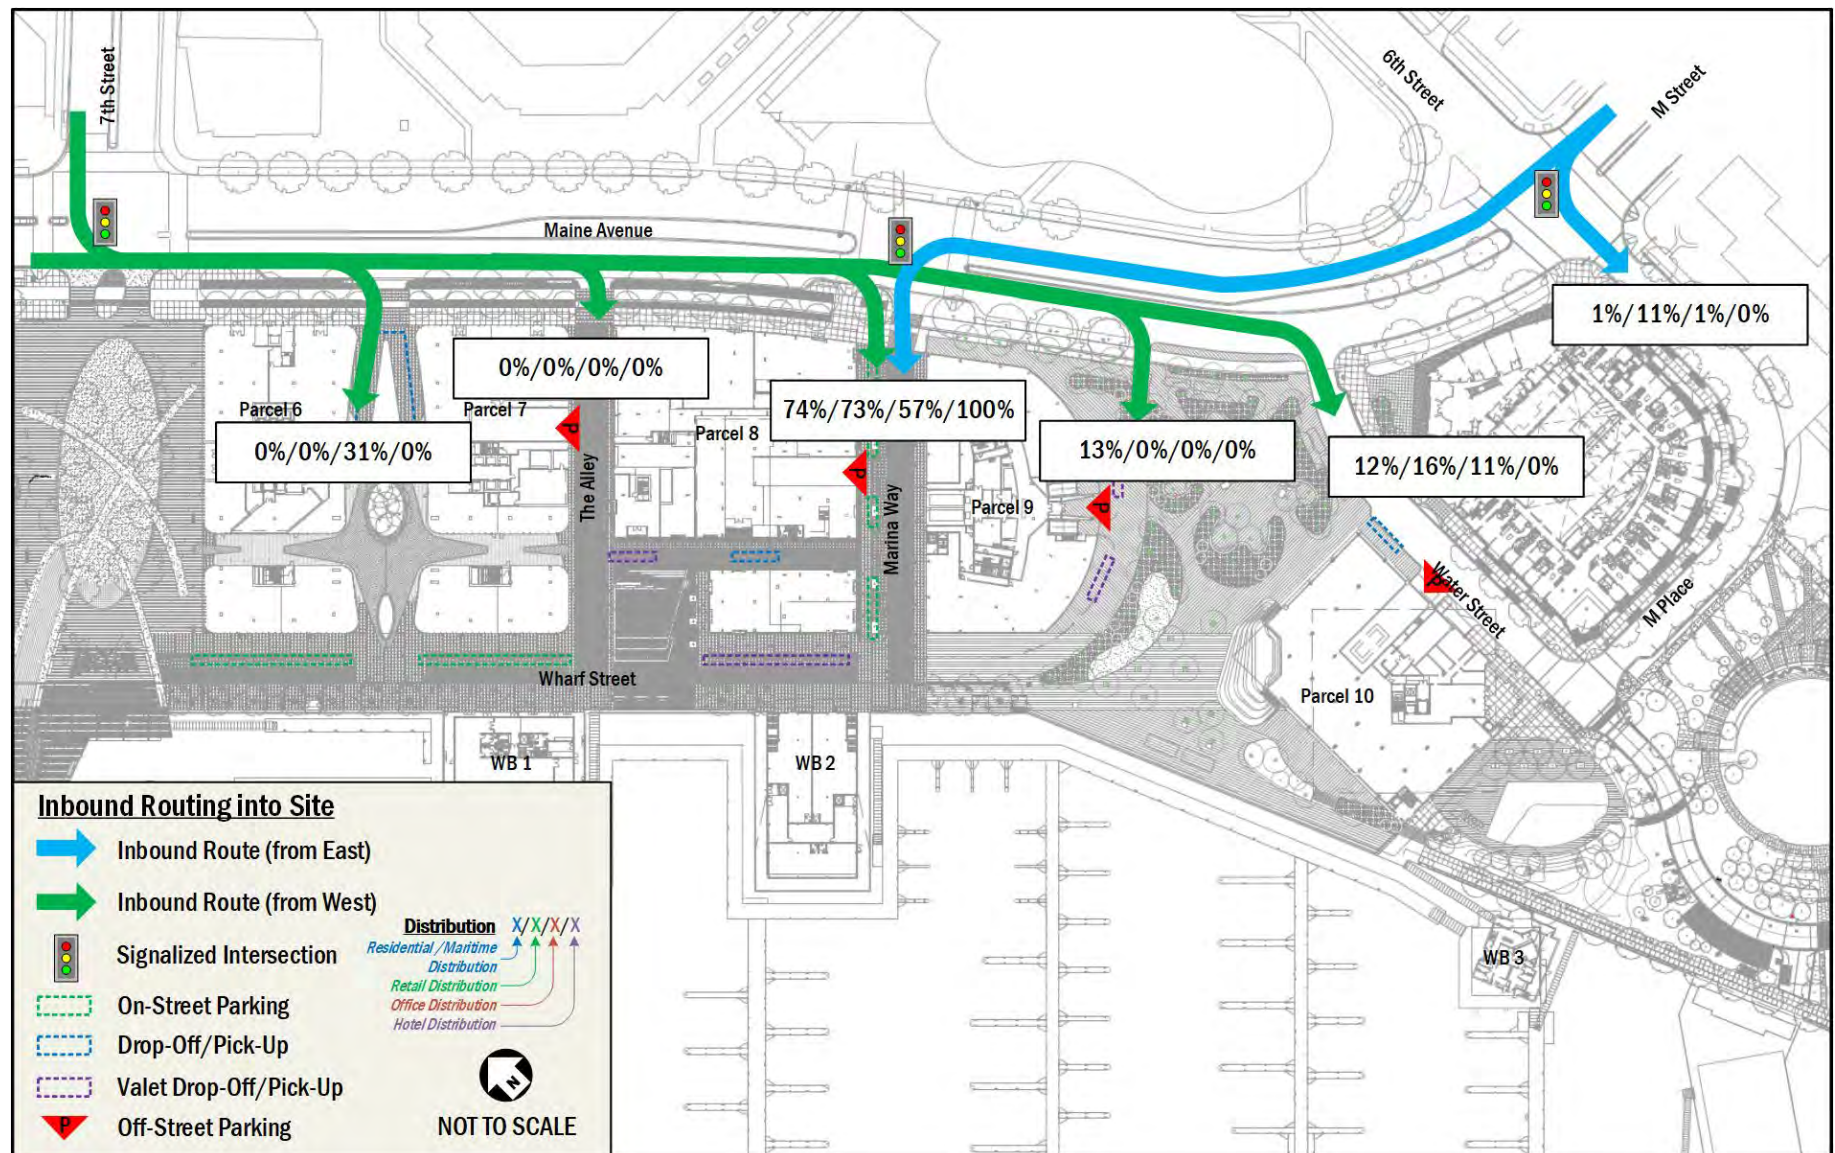 7th Street
6th Street
M Street
Maine Avenue
1%/11%/1%/0%
0%/0%/0%/0%
74%/73%/57%/100%
Parcel 6
Parcel 7
Parcel 8
0%/0%/31%/0%
13%/0%/0%/0%
12%/16%/11%/0%
P
P
P
P
The Alley
Marina Way
Parcel 9
Water Street
M Place
Wharf Street
Parcel 10
WB 1
WB 2
WB 3
Inbound Routing into Site
Inbound Route (from East)
Inbound Route (from West)
Signalized Intersection
On-Street Parking
Drop-Off/Pick-Up
Valet Drop-Off/Pick-Up
P
Off-Street Parking
Distribution X/X/X/X
Residential/Maritime
Distribution
Retail Distribution
Office Distribution
Hotel Distribution
N
NOT TO SCALE